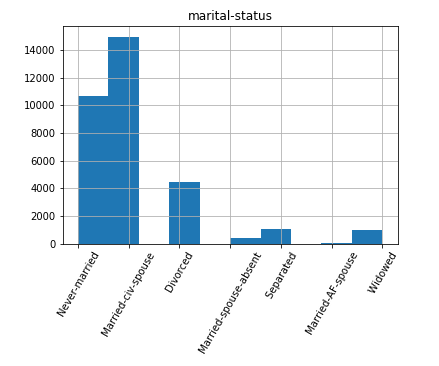 marital-status
14000
12000
10000
8000
6000
4000
2000
0
Never-married
Married-civ-spouse
Divorced
Married-spouse-absent
Separated
Married-AF-spouse
Widowed